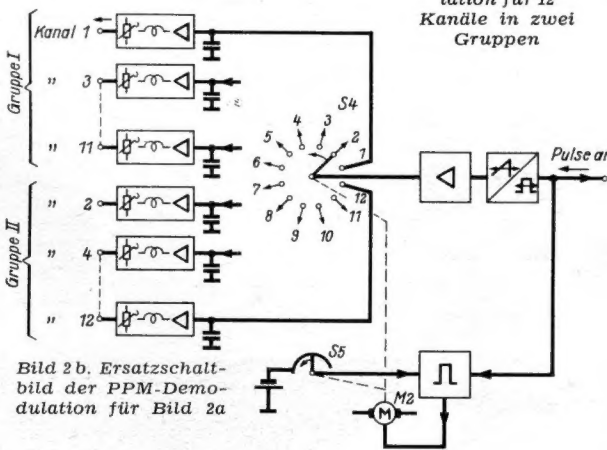 lation für 12
Kanäle in zwei
Gruppen
Gruppe I
Kanal 1
" 3
" 11
Gruppe II
" 2
" 4
" 12
S4
1
2
3
4
5
6
7
8
9
10
11
12
Pulse an
S5
M2
M
Bild 2b. Ersatzschalt-
bild der PPM-Demo-
dulation für Bild 2a